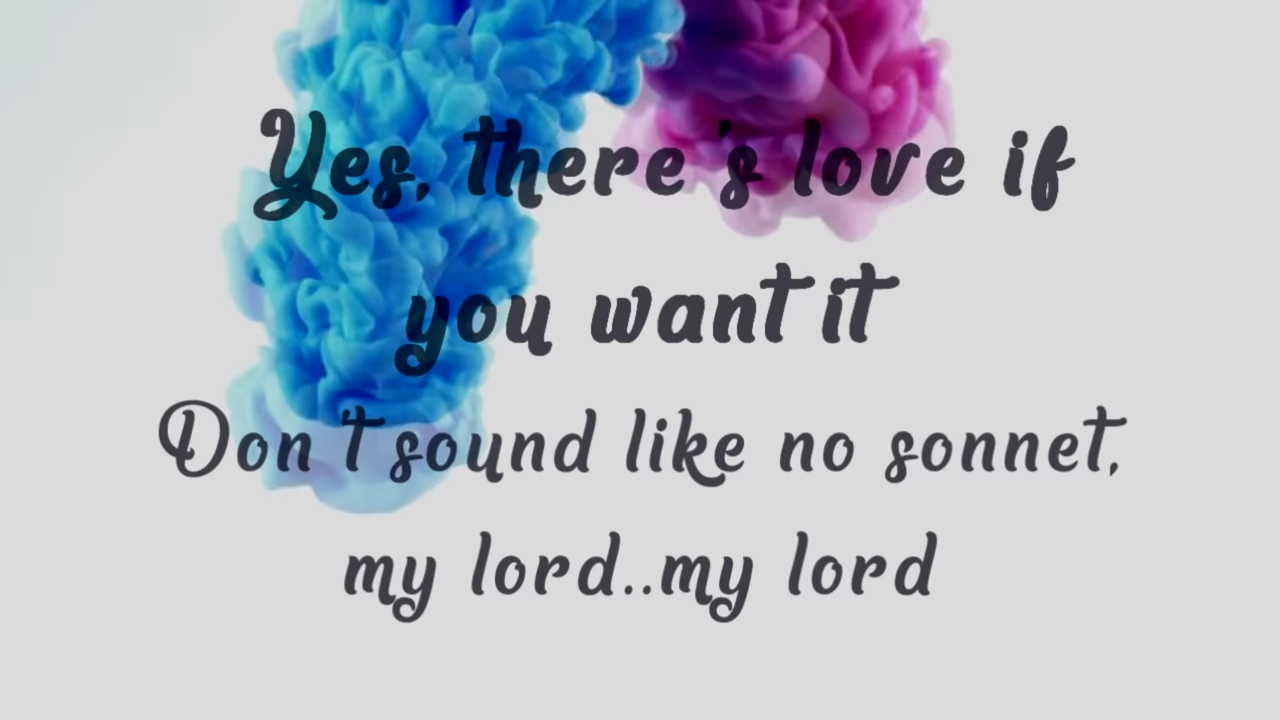 Yes, there's love if
you want it
Don't sound like no sonnet,
my lord..my lord